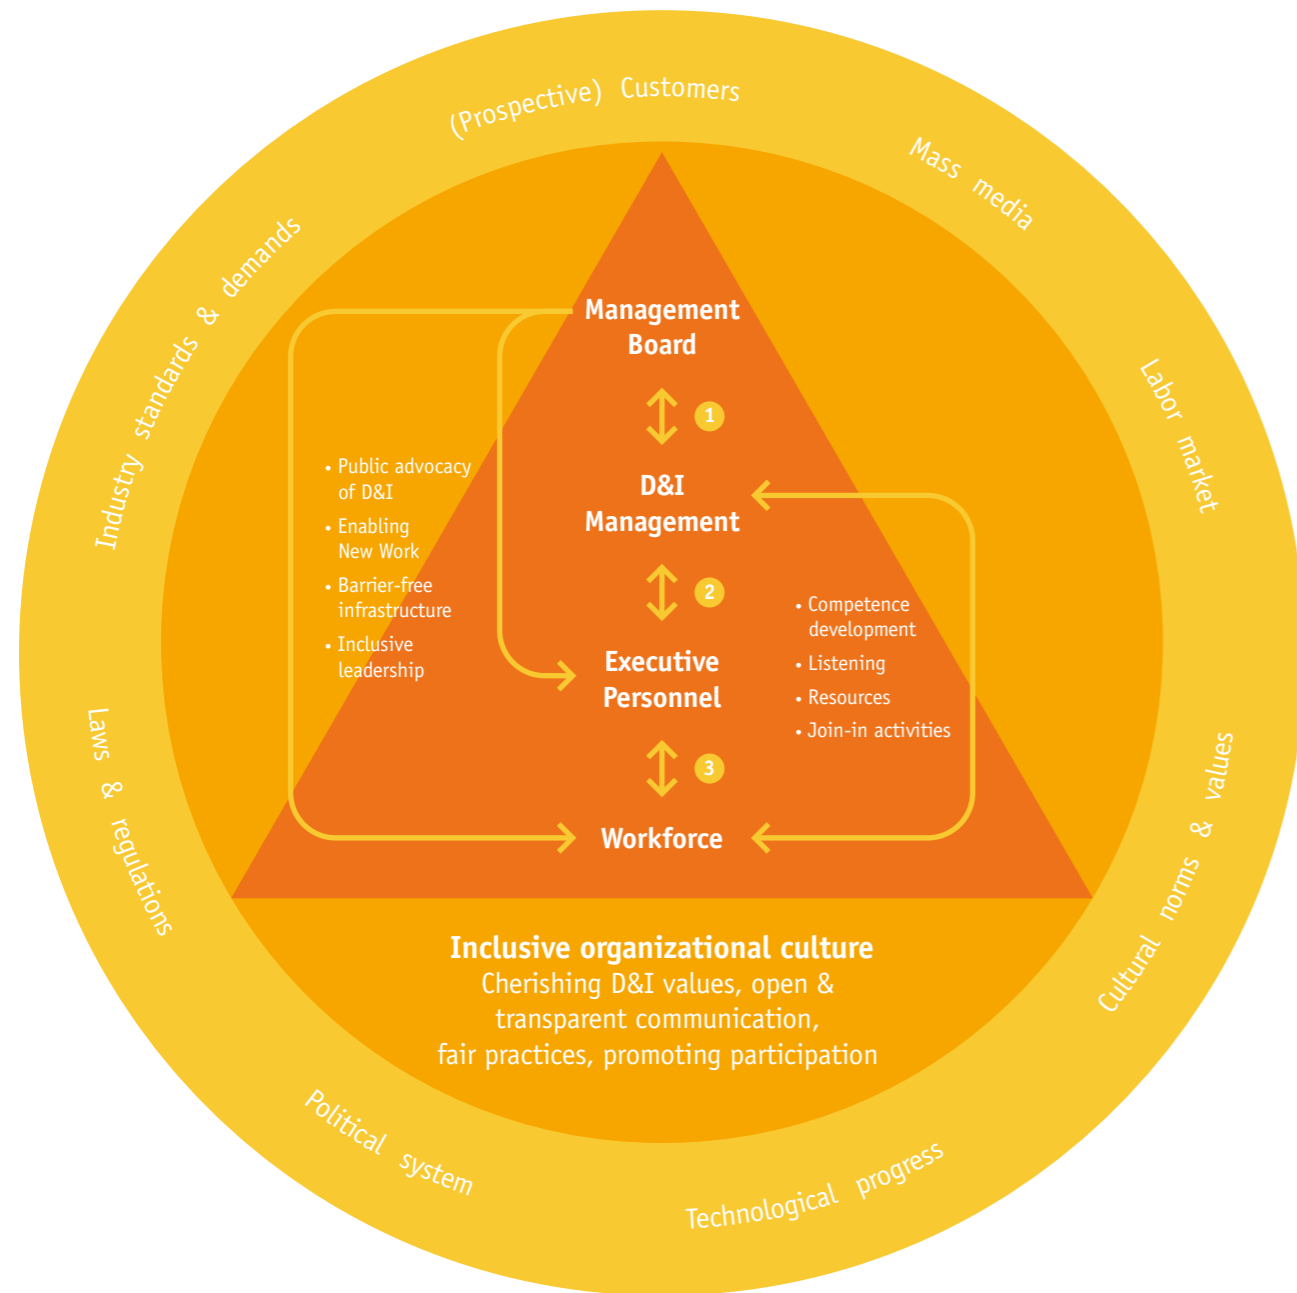 (Prospective) Customers
Mass media
Labor market
Cultural norms & values
Technological progress
Political system
Laws & regulations
Industry standards & demands
Management
Board
1
D&I
Management
2
Executive
Personnel
3
Workforce
• Public advocacy
of D&I
• Enabling
New Work
• Barrier-free
infrastructure
• Inclusive
leadership
• Competence
development
• Listening
• Resources
• Join-in activities
Inclusive organizational culture
Cherishing D&I values, open &
transparent communication,
fair practices, promoting participation